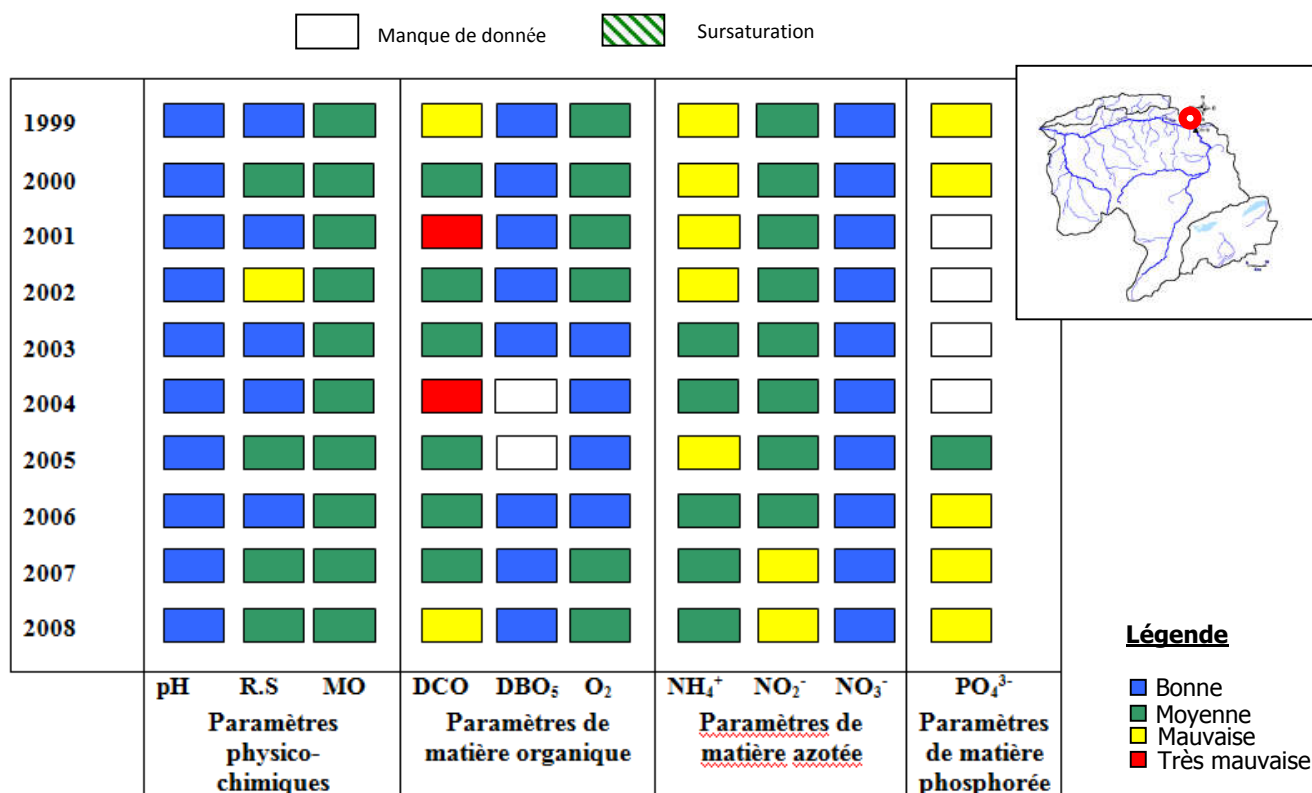 Manque de donnée
Sursaturation
1999
2000
2001
2002
2003
2004
2005
2006
2007
2008
pH R.S MO
Paramètres
physico-
chimiques
DCO DBO₅ O₂
Paramètres de
matière organique
NH₄⁺ NO₂⁻ NO₃⁻
Paramètres de
matière azotée
PO₄³⁻
Paramètres
de matière
phosphorée
Légende
Bonne
Moyenne
Mauvaise
Très mauvaise